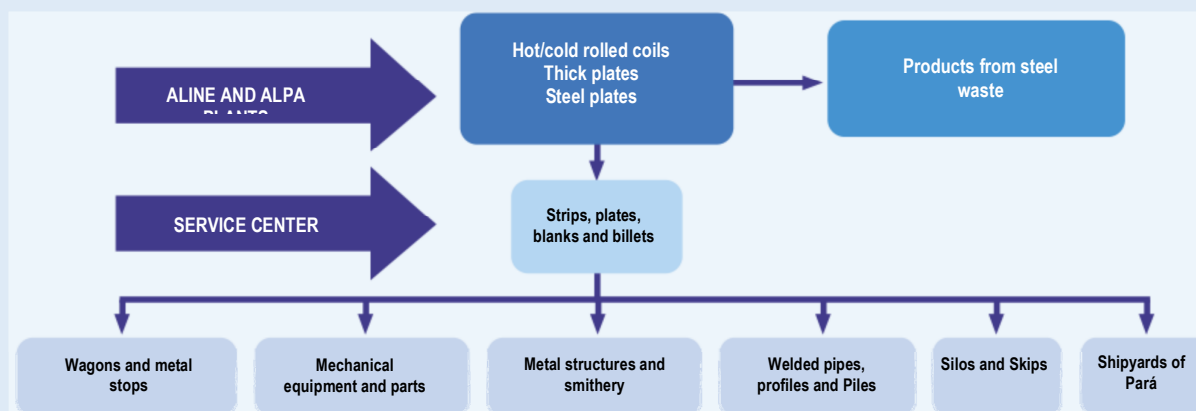 Hot/cold rolled coils
Thick plates
Steel plates
Products from steel
waste
ALINE AND ALPA
PLANTS
SERVICE CENTER
Strips, plates,
blanks and billets
Wagons and metal
stops
Mechanical
equipment and parts
Metal structures and
smithery
Welded pipes,
profiles and Piles
Silos and Skips
Shipyards of
Pará